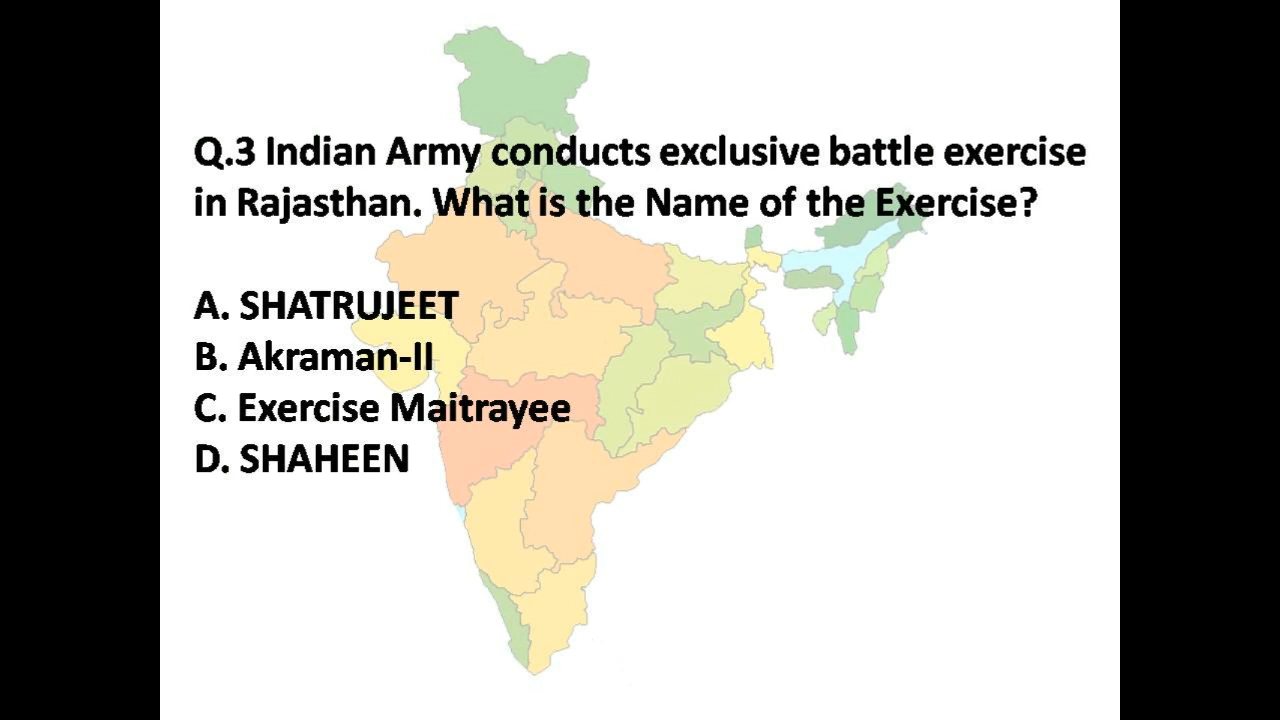 Q.3 Indian Army conducts exclusive battle exercise
in Rajasthan. What is the Name of the Exercise?
A. SHATRUJEET
B. Akraman-II
C. Exercise Maitrayee
D. SHAHEEN